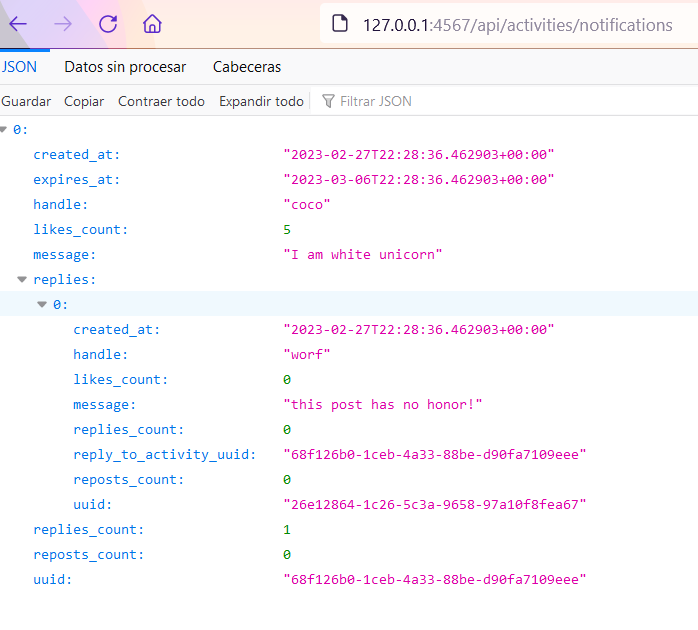 127.0.0.1:4567/api/activities/notifications
JSON Datos sin procesar Cabeceras
Guardar Copiar Contraer todo Expandir todo Filtrar JSON
0:
created_at: "2023-02-27T22:28:36.462903+00:00"
expires_at: "2023-03-06T22:28:36.462903+00:00"
handle: "coco"
likes_count: 5
message: "I am white unicorn"
replies:
0:
created_at: "2023-02-27T22:28:36.462903+00:00"
handle: "worf"
likes_count: 0
message: "this post has no honor!"
replies_count: 0
reply_to_activity_uuid: "68f126b0-1ceb-4a33-88be-d90fa7109eee"
reposts_count: 0
uuid: "26e12864-1c26-5c3a-9658-97a10f8fea67"
replies_count: 1
reposts_count: 0
uuid: "68f126b0-1ceb-4a33-88be-d90fa7109eee"